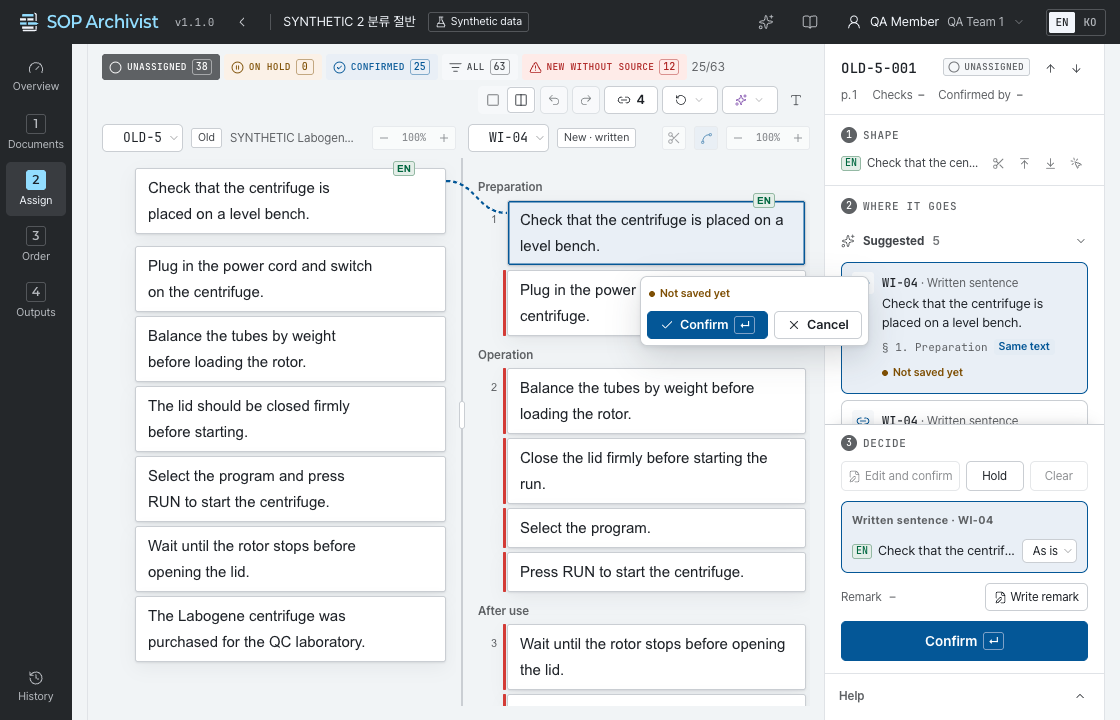 SOP Archivist v1.1.0 SYNTHETIC 2 분류 절반 Synthetic data QA Member QA Team 1 EN KO
Overview
1
Documents
2
Assign
3
Order
4
Outputs
History
UNASSIGNED 38 ON HOLD 0 CONFIRMED 25 ALL 63 NEW WITHOUT SOURCE 12 25/63
4 T
OLD-5 Old SYNTHETIC Labogen... 100%
WI-04 New · written 100%
EN
Check that the centrifuge is
placed on a level bench.
Plug in the power cord and switch
on the centrifuge.
Balance the tubes by weight
before loading the rotor.
The lid should be closed firmly
before starting.
Select the program and press
RUN to start the centrifuge.
Wait until the rotor stops before
opening the lid.
The Labogene centrifuge was
purchased for the QC laboratory.
Preparation
EN
1
Check that the centrifuge is placed on a
level bench.
Plug in the power
centrifuge.
Not saved yet
Confirm Cancel
Operation
2
Balance the tubes by weight before
loading the rotor.
Close the lid firmly before starting the
run.
Select the program.
Press RUN to start the centrifuge.
After use
3
Wait until the rotor stops before opening
the lid.
OLD-5-001 UNASSIGNED
p.1 Checks – Confirmed by –
1 SHAPE
EN Check that the cen...
2 WHERE IT GOES
Suggested 5
WI-04 · Written sentence
Check that the centrifuge is
placed on a level bench.
§ 1. Preparation Same text
Not saved yet
WI-04 · Written sentence
3 DECIDE
Edit and confirm Hold Clear
Written sentence · WI-04
EN Check that the centrif... As is
Remark – Write remark
Confirm
Help